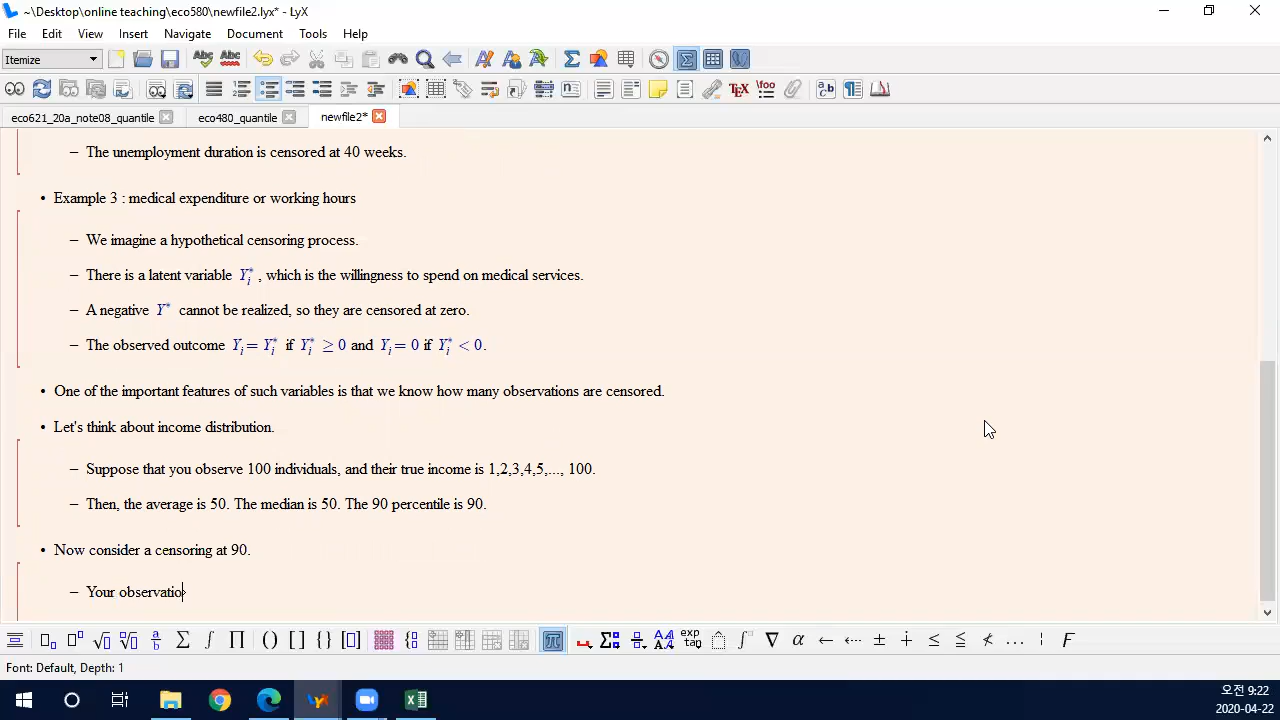 ~\Desktop\online teaching\eco580\newfile2.lyx* - LyX
File Edit View Insert Navigate Document Tools Help
Itemize
eco621_20a_note08_quantile eco480_quantile newfile2*
– The unemployment duration is censored at 40 weeks.
• Example 3 : medical expenditure or working hours
– We imagine a hypothetical censoring process.
– There is a latent variable Y_i^* , which is the willingness to spend on medical services.
– A negative Y^* cannot be realized, so they are censored at zero.
– The observed outcome Y_i = Y_i^* if Y_i^* ≥ 0 and Y_i = 0 if Y_i^* < 0.
• One of the important features of such variables is that we know how many observations are censored.
• Let's think about income distribution.
– Suppose that you observe 100 individuals, and their true income is 1,2,3,4,5,..., 100.
– Then, the average is 50. The median is 50. The 90 percentile is 90.
• Now consider a censoring at 90.
– Your observatio
Font: Default, Depth: 1
오전 9:22
2020-04-22